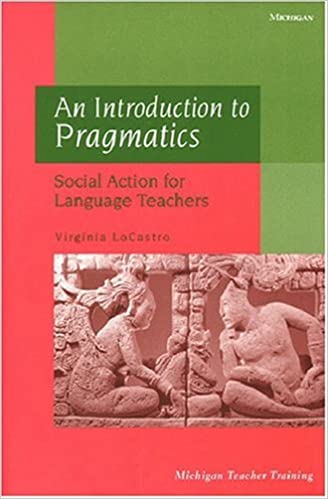 MICHIGAN
An Introduction to
Pragmatics
Social Action for
Language Teachers
Virginia LoCastro
Michigan Teacher Training